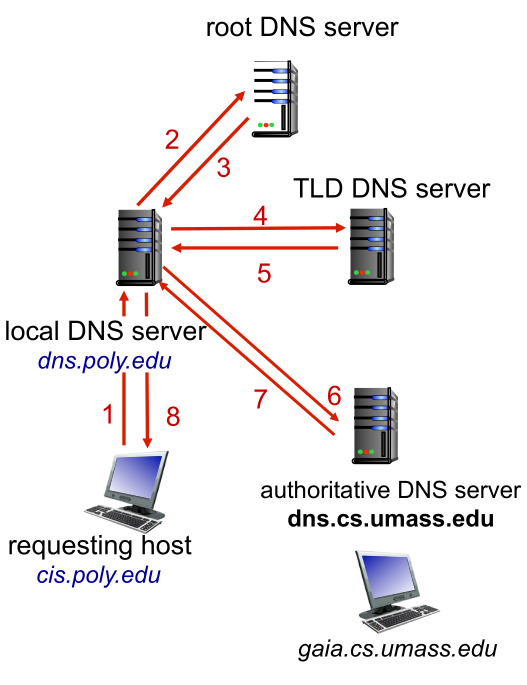 root DNS server
2
3
TLD DNS server
4
5
local DNS server
dns.poly.edu
1
8
7
6
authoritative DNS server
dns.cs.umass.edu
requesting host
cis.poly.edu
gaia.cs.umass.edu